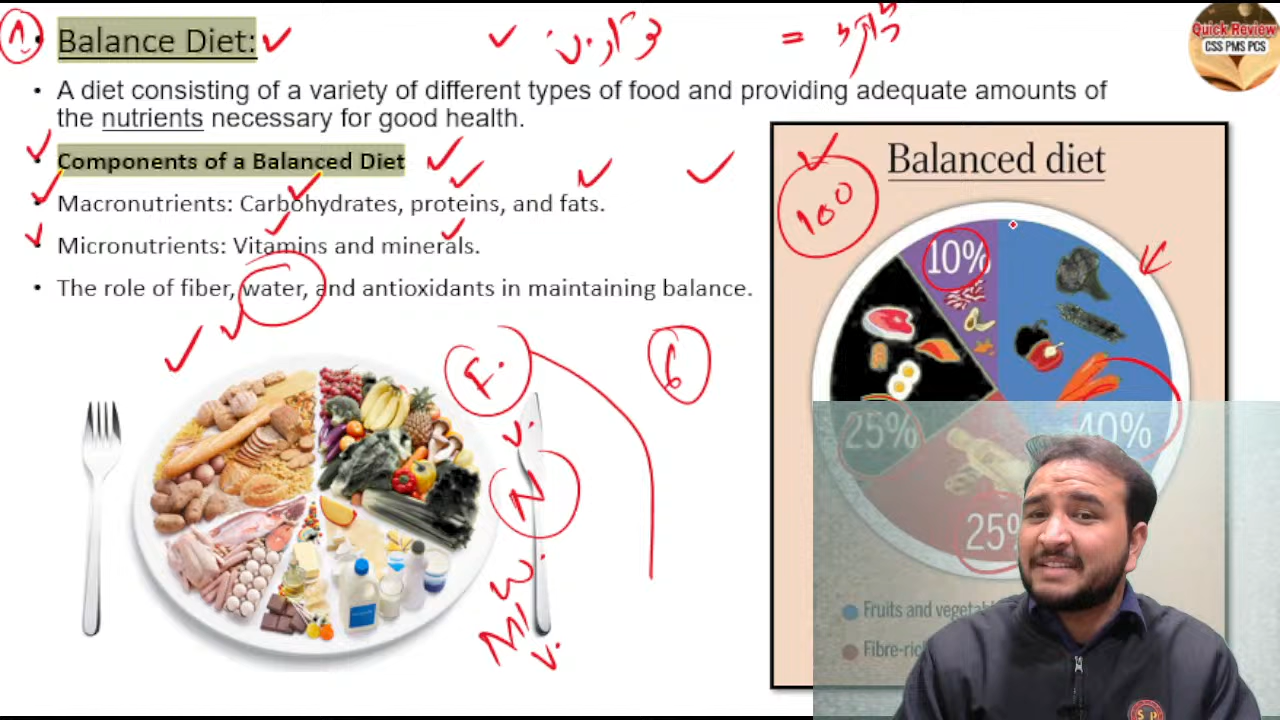 1
Balance Diet:
Quick Review
CSS PMS PCS
• A diet consisting of a variety of different types of food and providing adequate amounts of
the nutrients necessary for good health.
• Components of a Balanced Diet
• Macronutrients: Carbohydrates, proteins, and fats.
• Micronutrients: Vitamins and minerals.
• The role of fiber, water, and antioxidants in maintaining balance.
Balanced diet
100
10%
40%
25%
25%
Fruits and
6